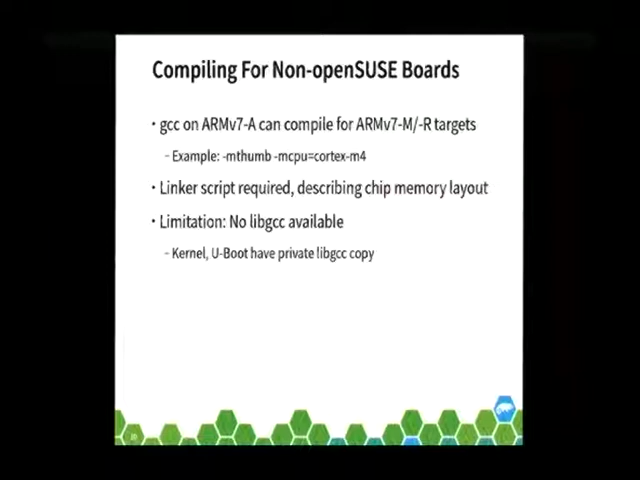 Compiling For Non-openSUSE Boards
· gcc on ARMv7-A can compile for ARMv7-M/-R targets
– Example: -mthumb -mcpu=cortex-m4
· Linker script required, describing chip memory layout
· Limitation: No libgcc available
– Kernel, U-Boot have private libgcc copy